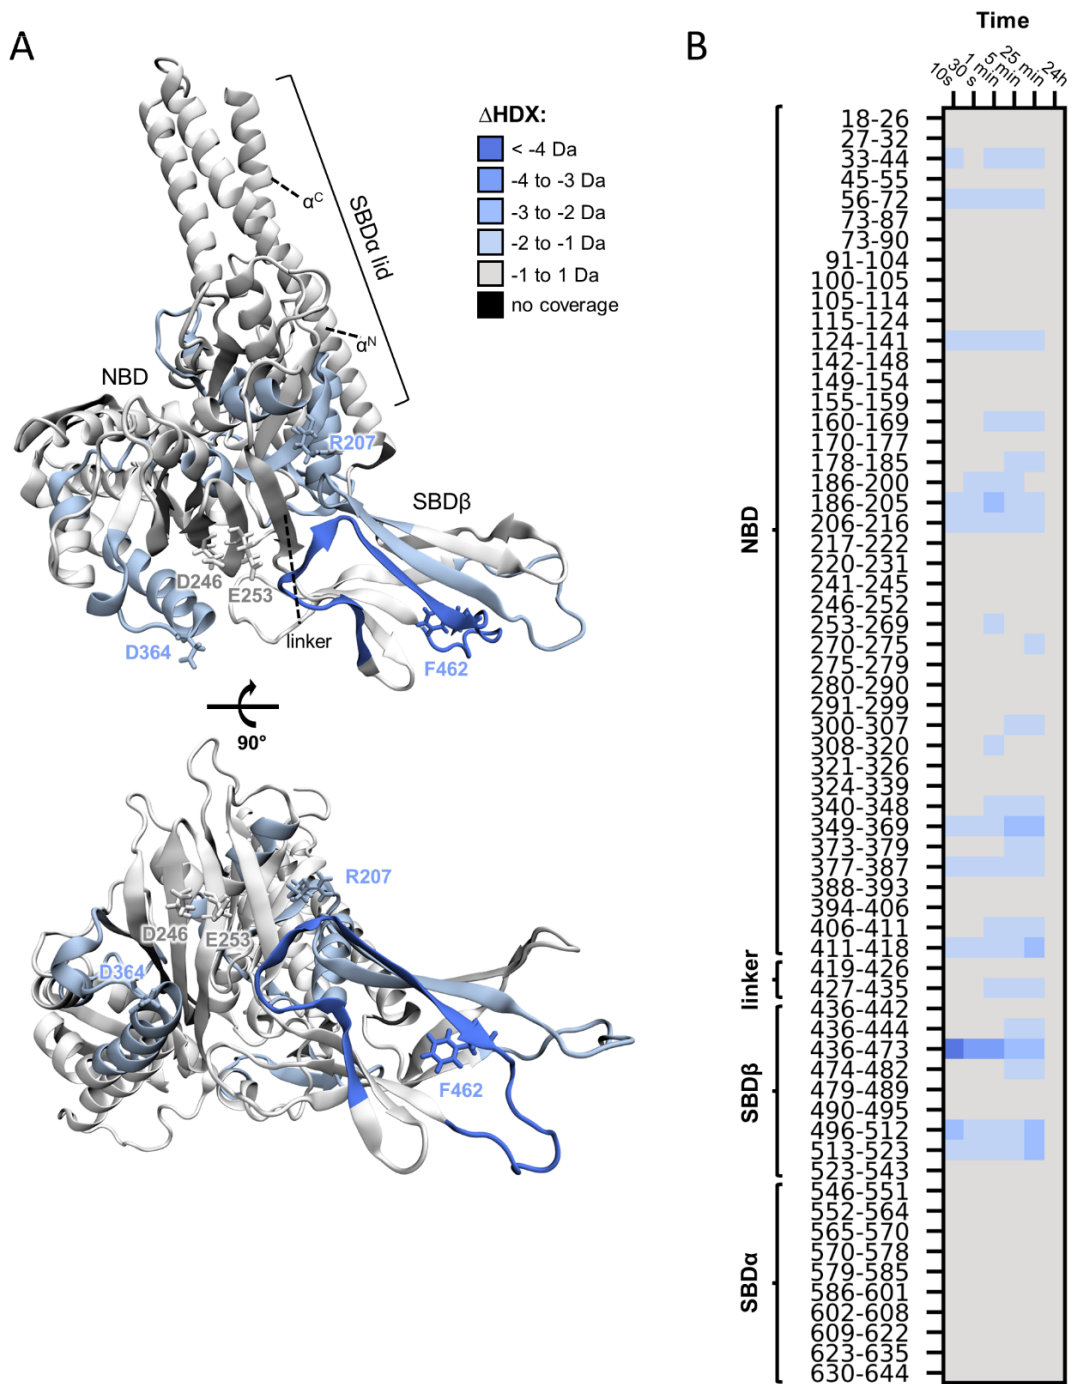 A
αC
SBDα lid
αN
NBD
R207
SBDβ
D246
E253
linker
D364
F462
90°
R207
D246
E253
D364
F462
ΔHDX:
< -4 Da
-4 to -3 Da
-3 to -2 Da
-2 to -1 Da
-1 to 1 Da
no coverage
B
Time
10s
30 s
1 min
5 min
25 min
24h
NBD
18-26
27-32
33-44
45-55
56-72
73-87
73-90
91-104
100-105
105-114
115-124
124-141
142-148
149-154
155-159
160-169
170-177
178-185
186-200
186-205
206-216
217-222
220-231
241-245
246-252
253-269
270-275
275-279
280-290
291-299
300-307
308-320
321-326
324-339
340-348
349-369
373-379
377-387
388-393
394-406
406-411
411-418
linker
419-426
427-435
SBDβ
436-442
436-444
436-473
474-482
479-489
490-495
496-512
513-523
523-543
SBDα
546-551
552-564
565-570
570-578
579-585
586-601
602-608
609-622
623-635
630-644